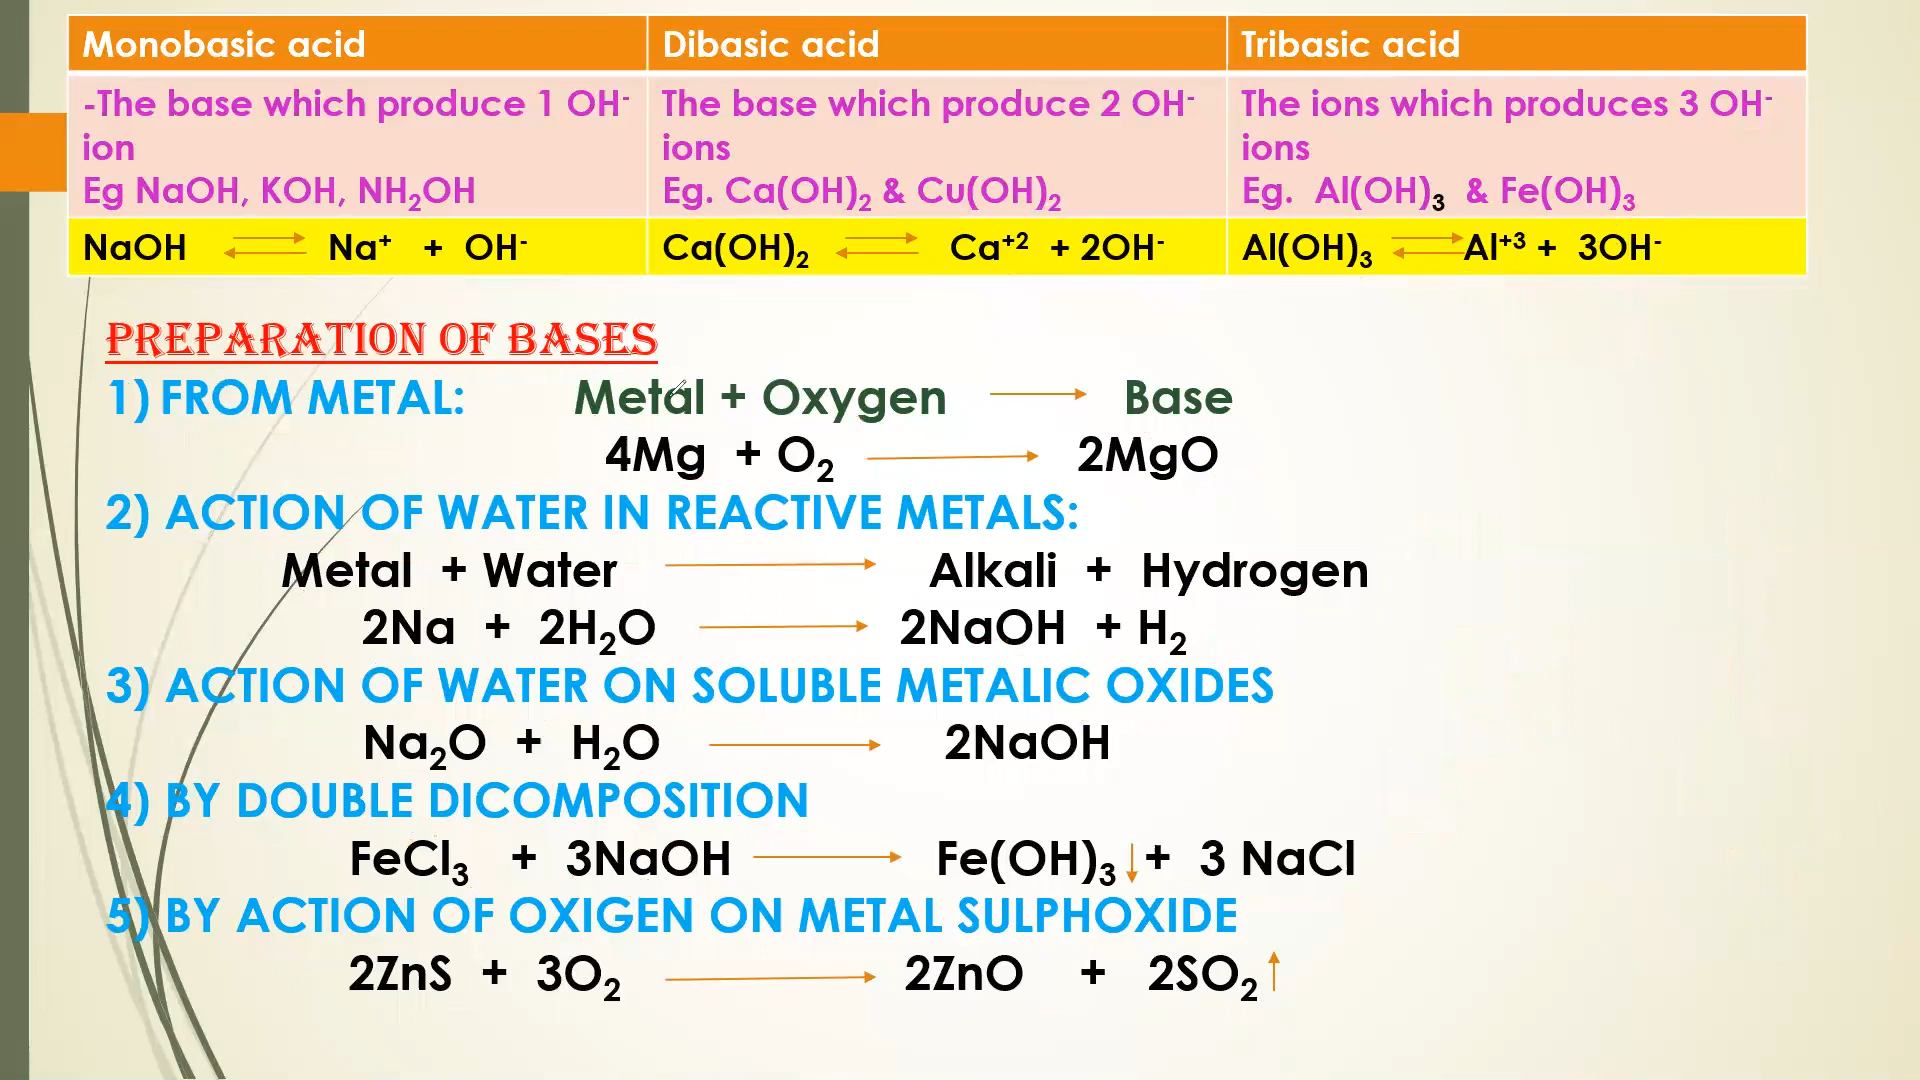 Monobasic acid
Dibasic acid
Tribasic acid
-The base which produce 1 OH⁻
ion
Eg NaOH, KOH, NH₂OH
The base which produce 2 OH⁻
ions
Eg. Ca(OH)₂ & Cu(OH)₂
The ions which produces 3 OH⁻
ions
Eg. Al(OH)₃ & Fe(OH)₃
NaOH ⇌ Na⁺ + OH⁻
Ca(OH)₂ ⇌ Ca⁺² + 2OH⁻
Al(OH)₃ ⇌ Al⁺³ + 3OH⁻
PREPARATION OF BASES
1) FROM METAL: Metal + Oxygen → Base
4Mg + O₂ → 2MgO
2) ACTION OF WATER IN REACTIVE METALS:
Metal + Water → Alkali + Hydrogen
2Na + 2H₂O → 2NaOH + H₂
3) ACTION OF WATER ON SOLUBLE METALIC OXIDES
Na₂O + H₂O → 2NaOH
4) BY DOUBLE DICOMPOSITION
FeCl₃ + 3NaOH → Fe(OH)₃ ↓ + 3 NaCl
5) BY ACTION OF OXIGEN ON METAL SULPHOXIDE
2ZnS + 3O₂ → 2ZnO + 2SO₂ ↑